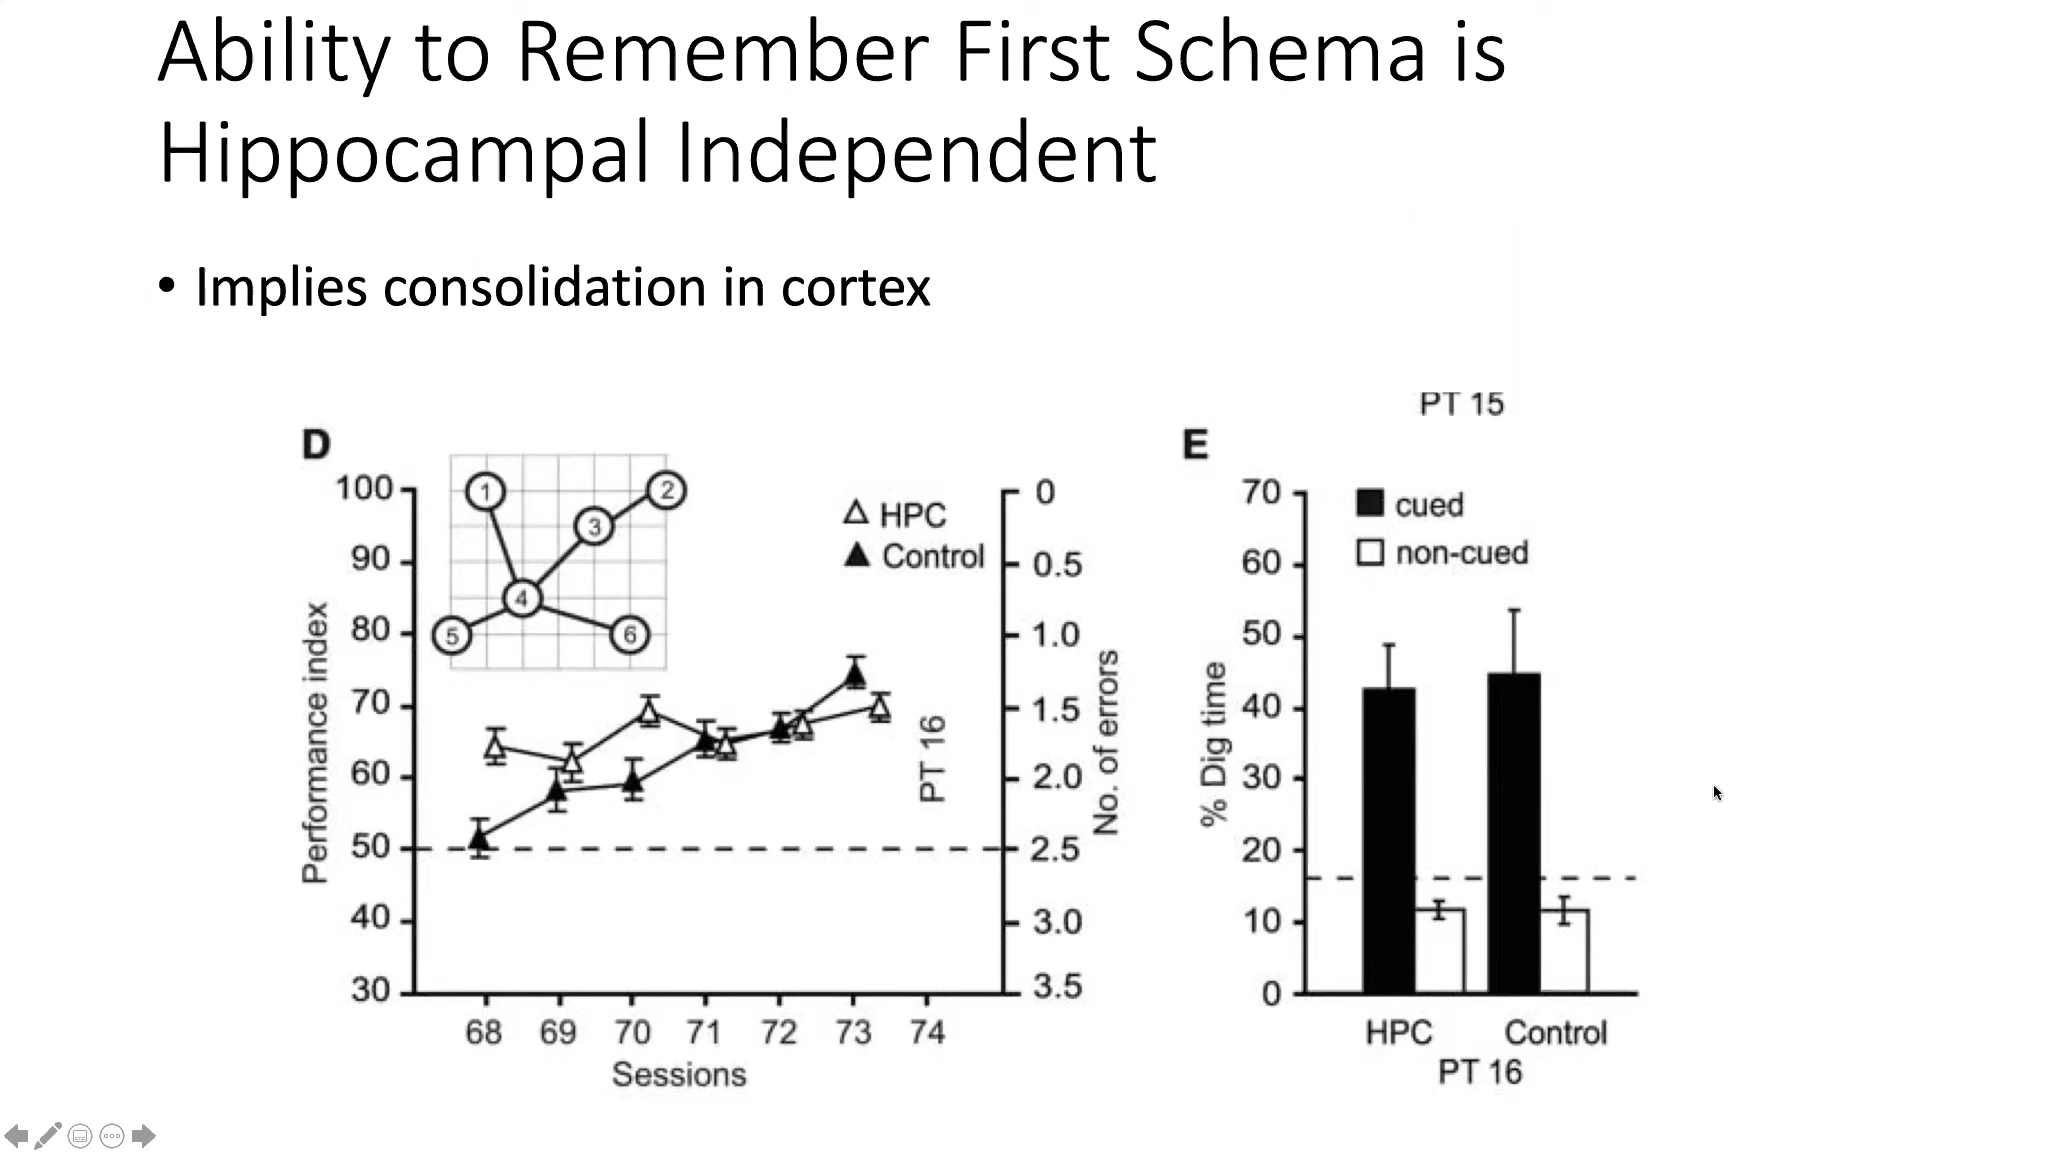 Ability to Remember First Schema is
Hippocampal Independent
• Implies consolidation in cortex
PT 15
D
100
90
80
70
60
50
40
30
Performance index
1
2
3
4
5
6
HPC
Control
0
0.5
1.0
1.5
2.0
2.5
3.0
3.5
No. of errors
PT 16
68 69 70 71 72 73 74
Sessions
E
70
60
50
40
30
20
10
0
% Dig time
cued
non-cued
HPC Control
PT 16